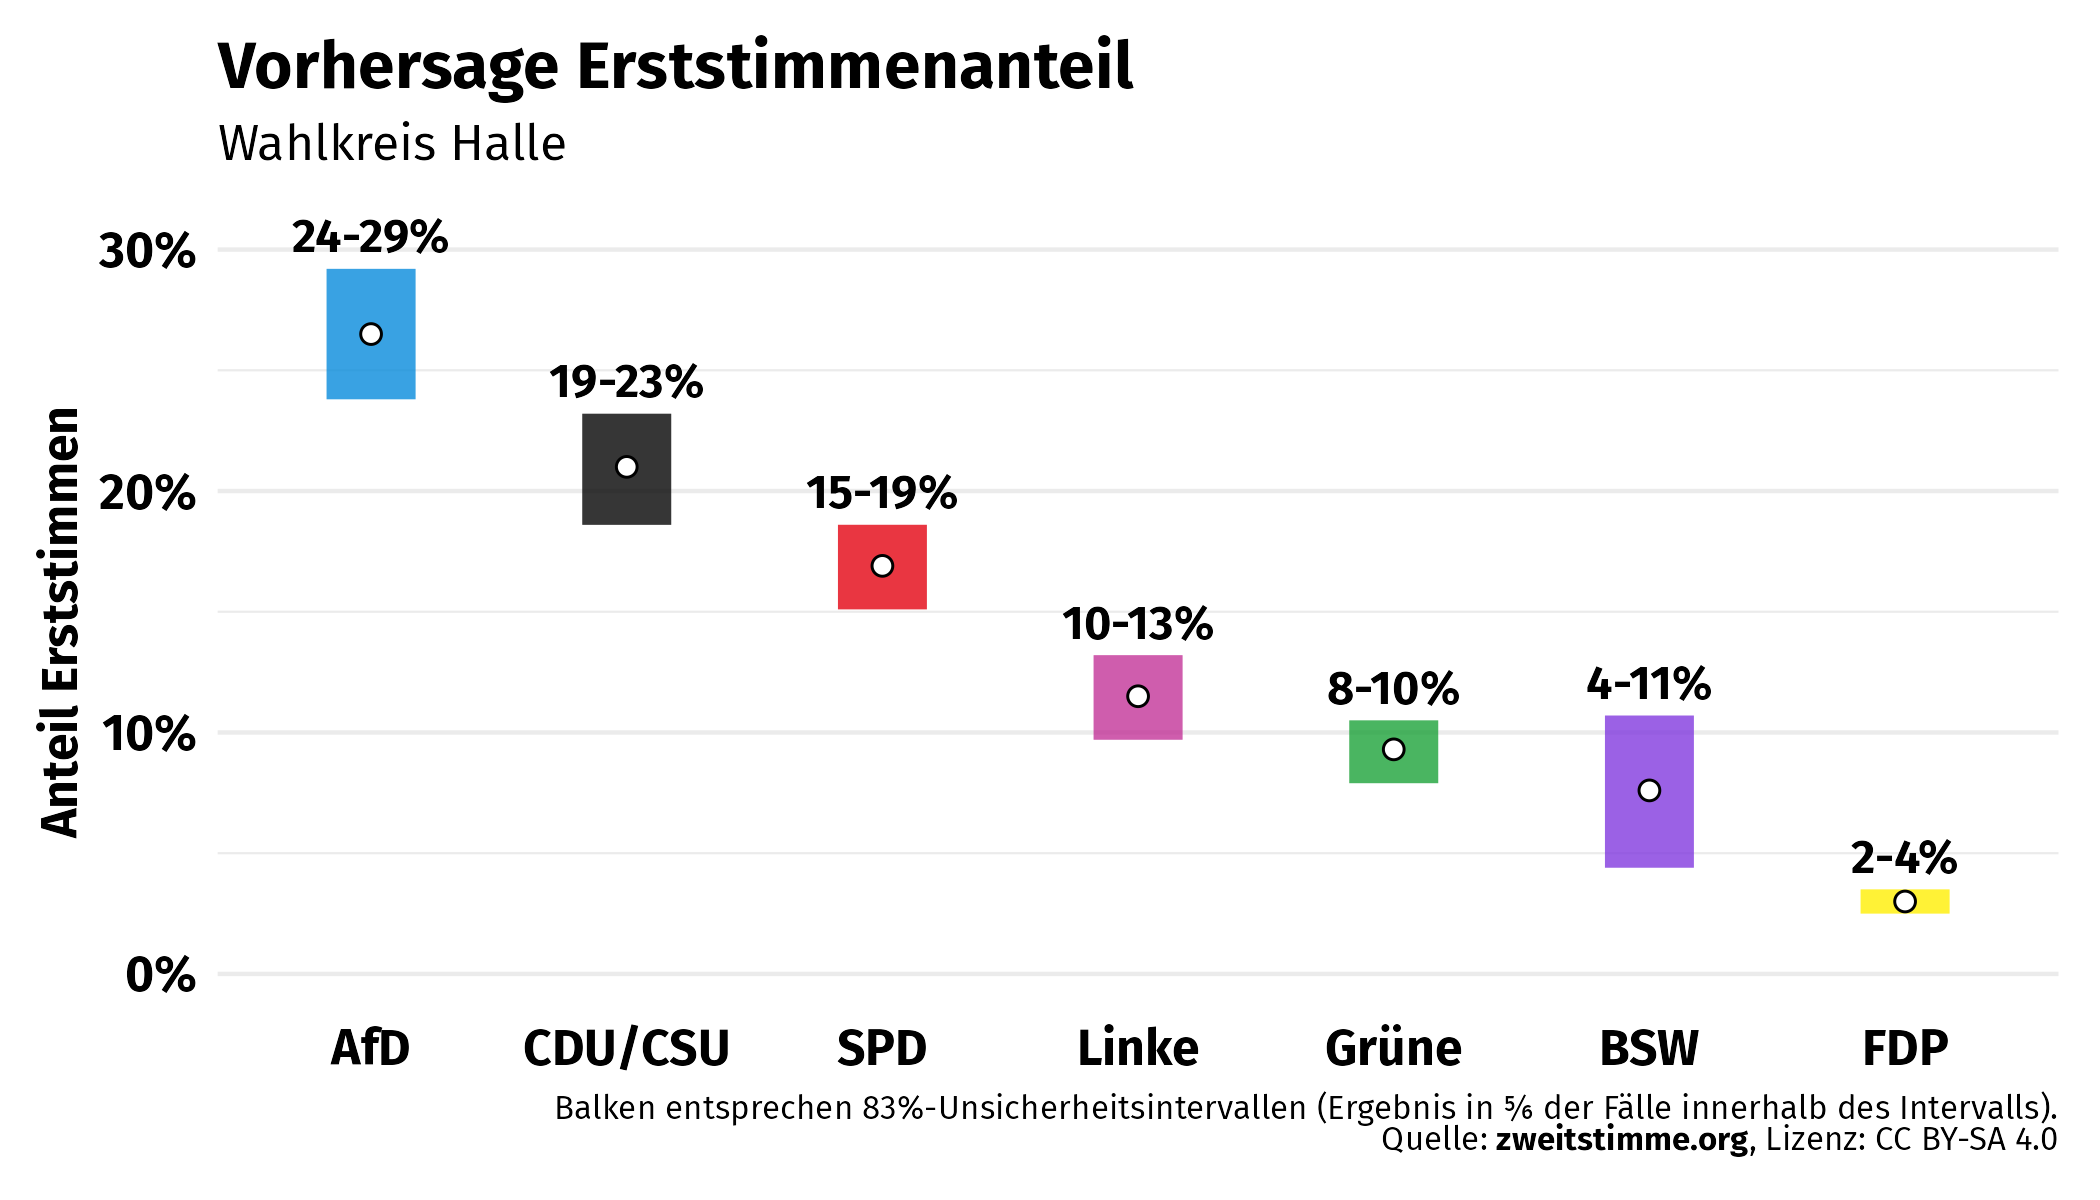 Vorhersage Erststimmenanteil
Wahlkreis Halle
Anteil Erststimmen
30%
20%
10%
0%
24-29%
19-23%
15-19%
10-13%
8-10%
4-11%
2-4%
AfD CDU/CSU SPD Linke Grüne BSW FDP
Balken entsprechen 83%-Unsicherheitsintervallen (Ergebnis in ⅚ der Fälle innerhalb des Intervalls).
Quelle: zweitstimme.org, Lizenz: CC BY-SA 4.0